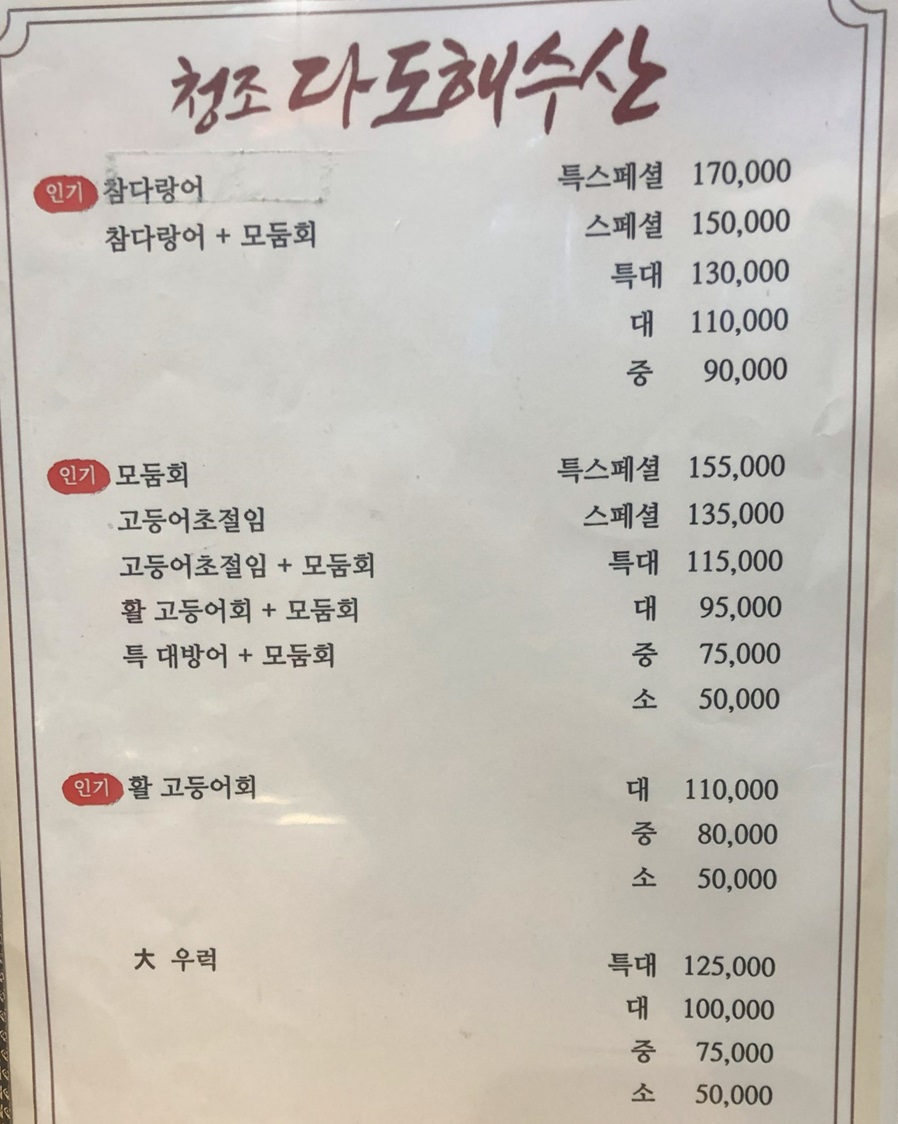 청조 다도해수산
인기 참다랑어 특스페셜 170,000
참다랑어 + 모둠회 스페셜 150,000
특대 130,000
대 110,000
중 90,000
인기 모둠회 특스페셜 155,000
고등어초절임 스페셜 135,000
고등어초절임 + 모둠회 특대 115,000
활 고등어회 + 모둠회 대 95,000
특 대방어 + 모둠회 중 75,000
소 50,000
인기 활 고등어회 대 110,000
중 80,000
소 50,000
大 우럭 특대 125,000
대 100,000
중 75,000
소 50,000